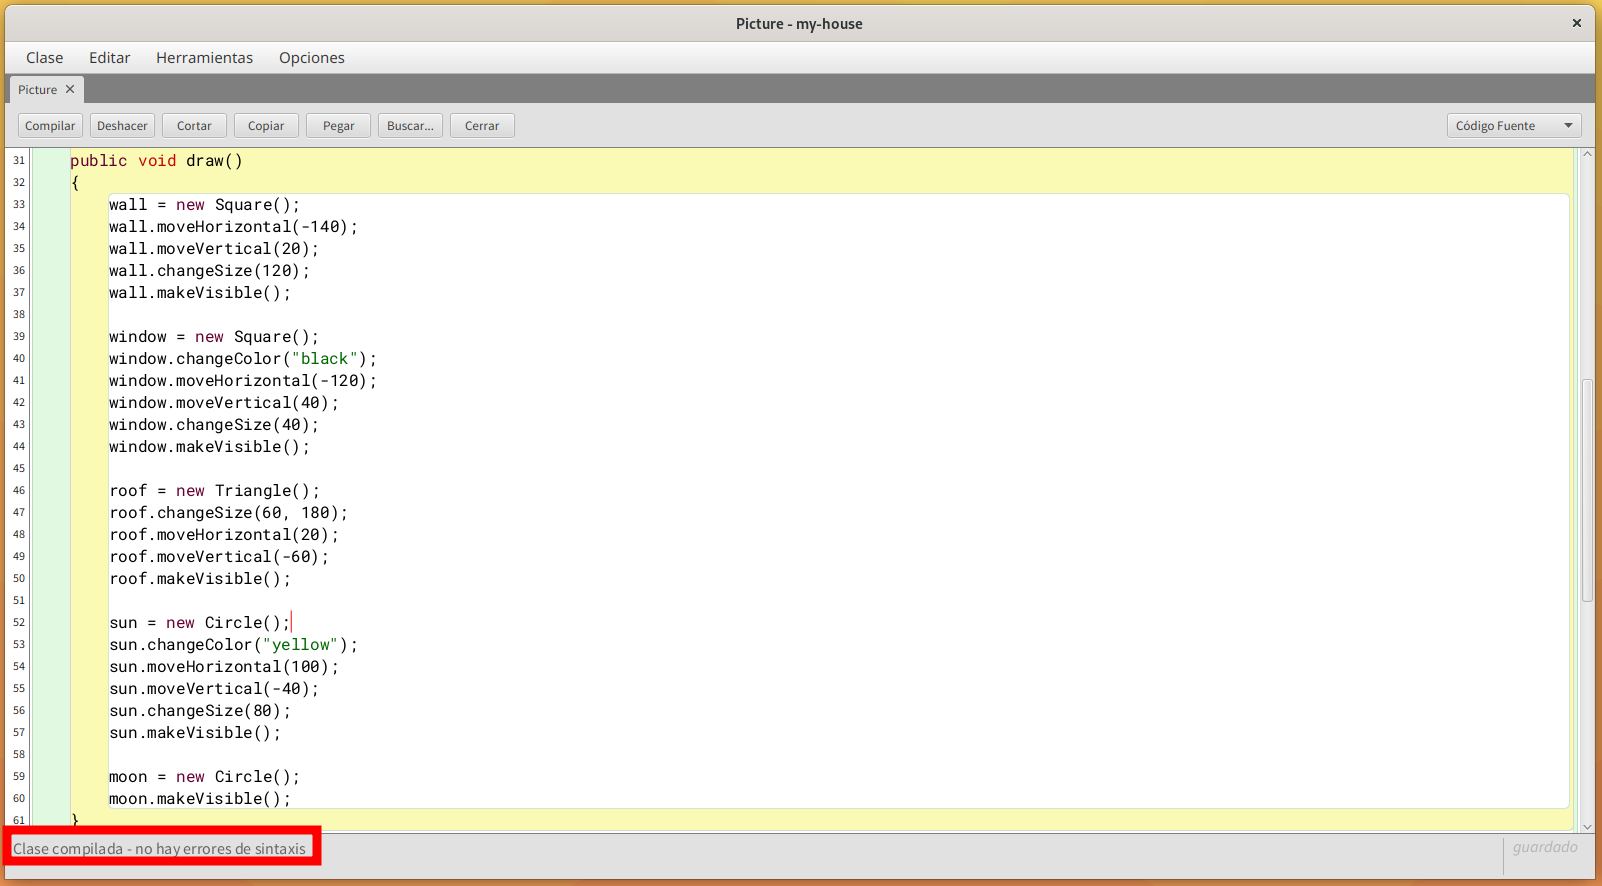 Picture - my-house
Clase Editar Herramientas Opciones
Picture
Compilar Deshacer Cortar Copiar Pegar Buscar... Cerrar Código Fuente
31 public void draw()
32 {
33 wall = new Square();
34 wall.moveHorizontal(-140);
35 wall.moveVertical(20);
36 wall.changeSize(120);
37 wall.makeVisible();
38
39 window = new Square();
40 window.changeColor("black");
41 window.moveHorizontal(-120);
42 window.moveVertical(40);
43 window.changeSize(40);
44 window.makeVisible();
45
46 roof = new Triangle();
47 roof.changeSize(60, 180);
48 roof.moveHorizontal(20);
49 roof.moveVertical(-60);
50 roof.makeVisible();
51
52 sun = new Circle();
53 sun.changeColor("yellow");
54 sun.moveHorizontal(100);
55 sun.moveVertical(-40);
56 sun.changeSize(80);
57 sun.makeVisible();
58
59 moon = new Circle();
60 moon.makeVisible();
61 }
Clase compilada - no hay errores de sintaxis
guardado